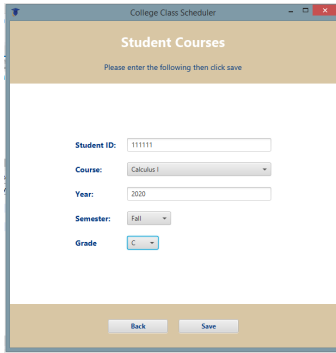 College Class Scheduler
Student Courses
Please enter the following then click save
Student ID: 111111
Course: Calculus I
Year: 2020
Semester: Fall
Grade C
Back Save